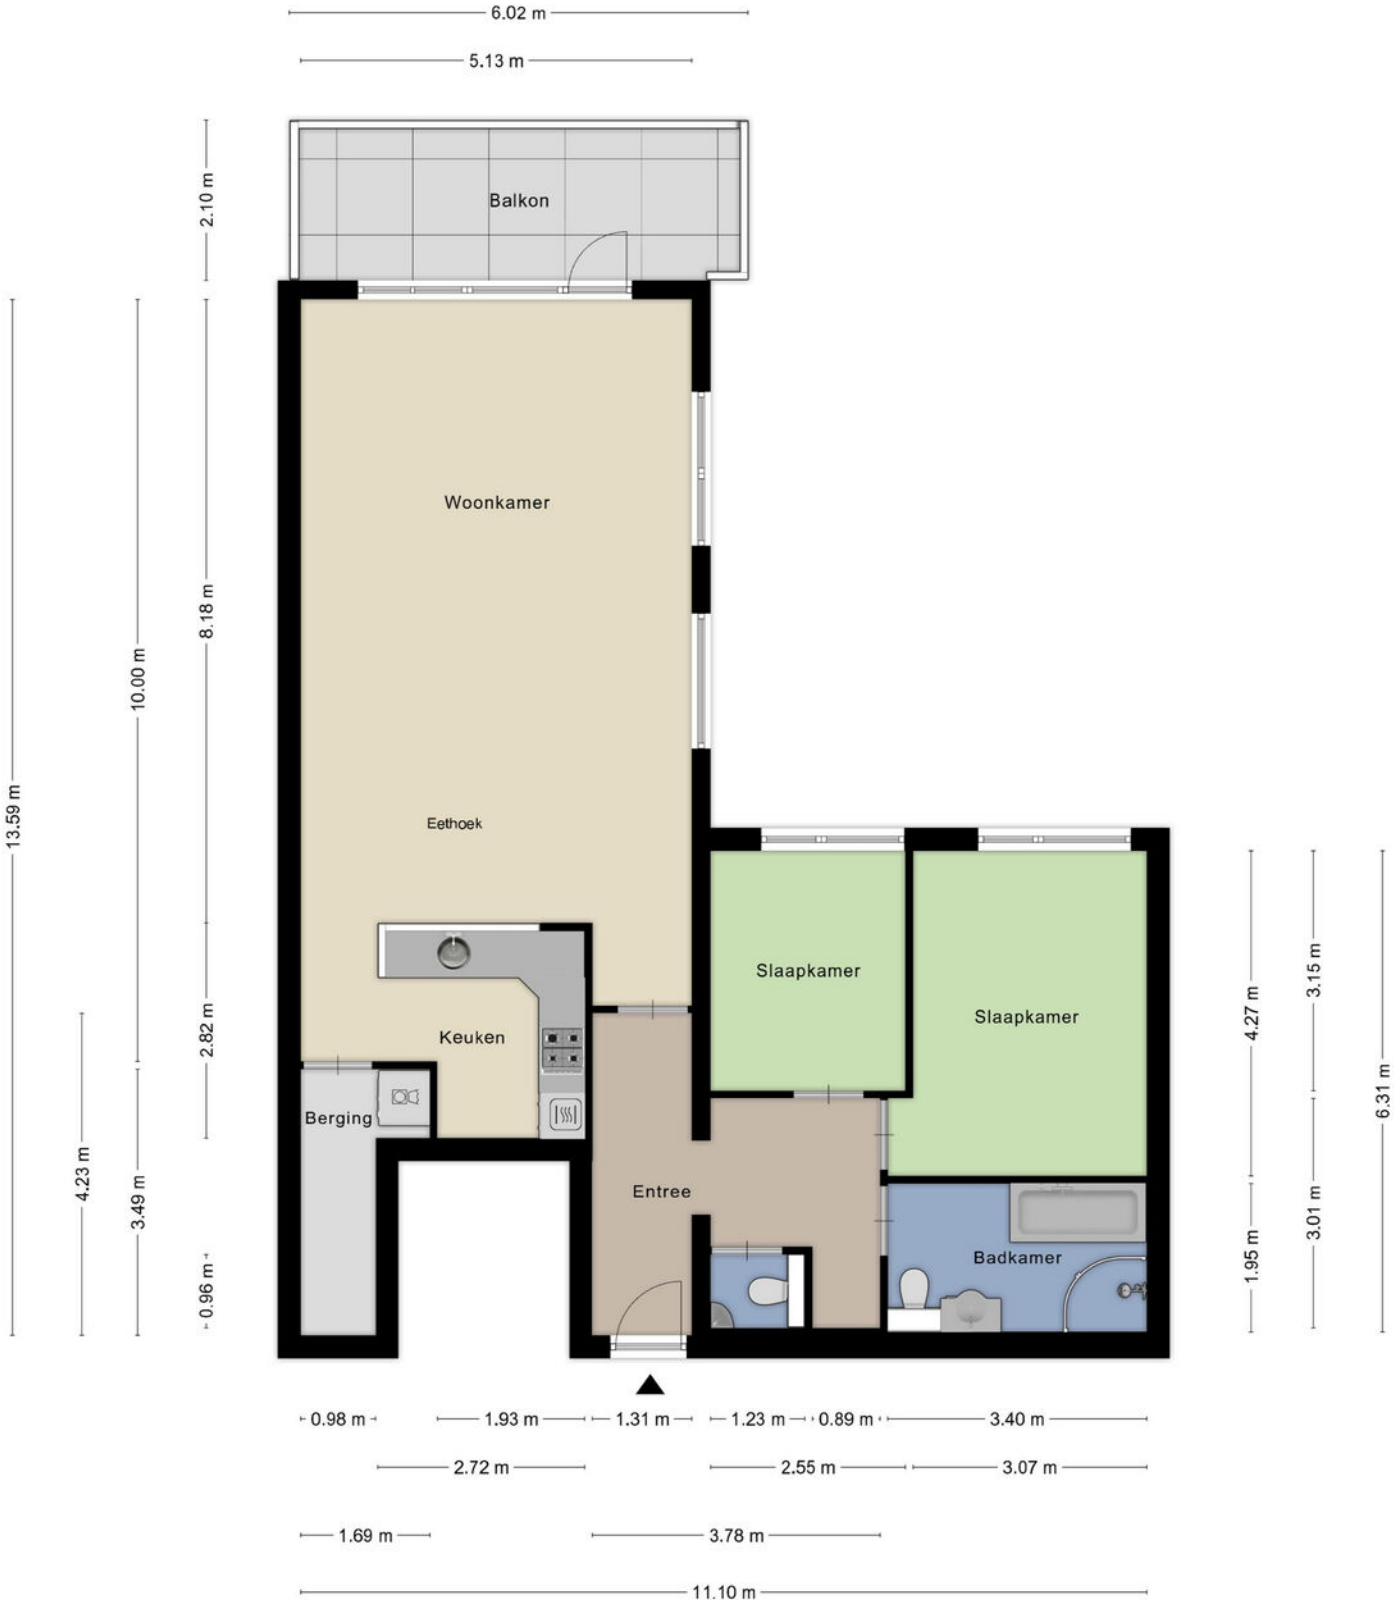 6.02 m
5.13 m
2.10 m
Balkon
Woonkamer
8.18 m
10.00 m
13.59 m
Eethoek
Slaapkamer
Slaapkamer
3.15 m
4.27 m
6.31 m
Keuken
2.82 m
Berging
4.23 m
3.49 m
Entree
0.96 m
Badkamer
1.95 m
3.01 m
0.98 m
1.93 m
1.31 m
1.23 m
0.89 m
3.40 m
2.72 m
2.55 m
3.07 m
1.69 m
3.78 m
11.10 m